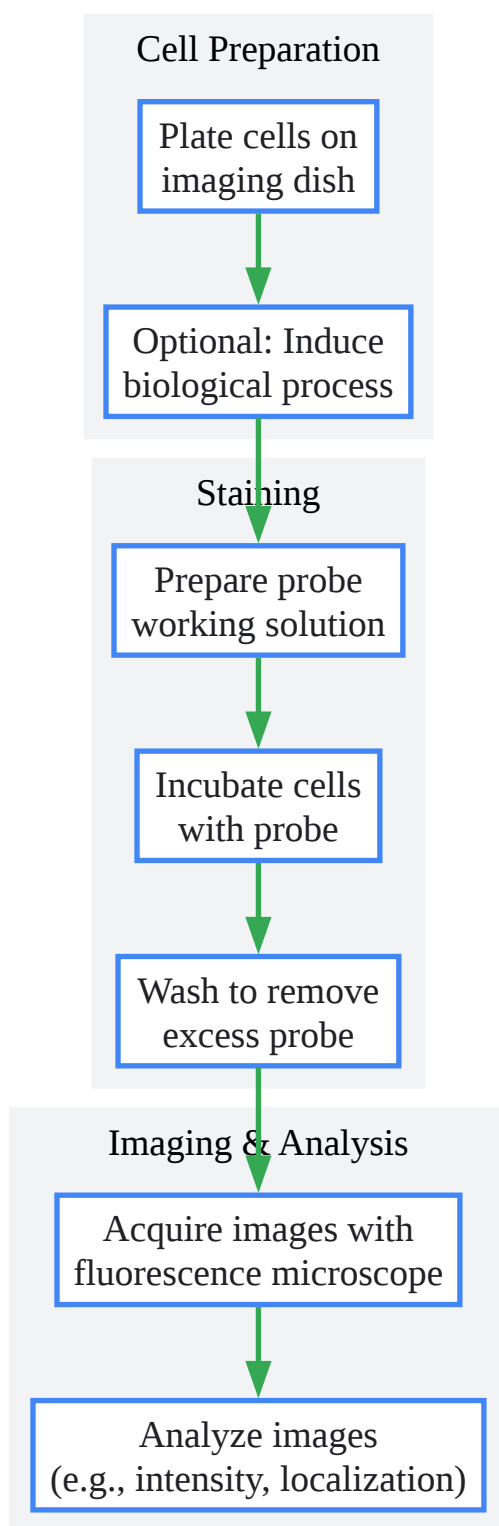 Cell Preparation
Plate cells on
imaging dish
Optional: Induce
biological process
Staining
Prepare probe
working solution
Incubate cells
with probe
Wash to remove
excess probe
Imaging & Analysis
Acquire images with
fluorescence microscope
Analyze images
(e.g., intensity, localization)